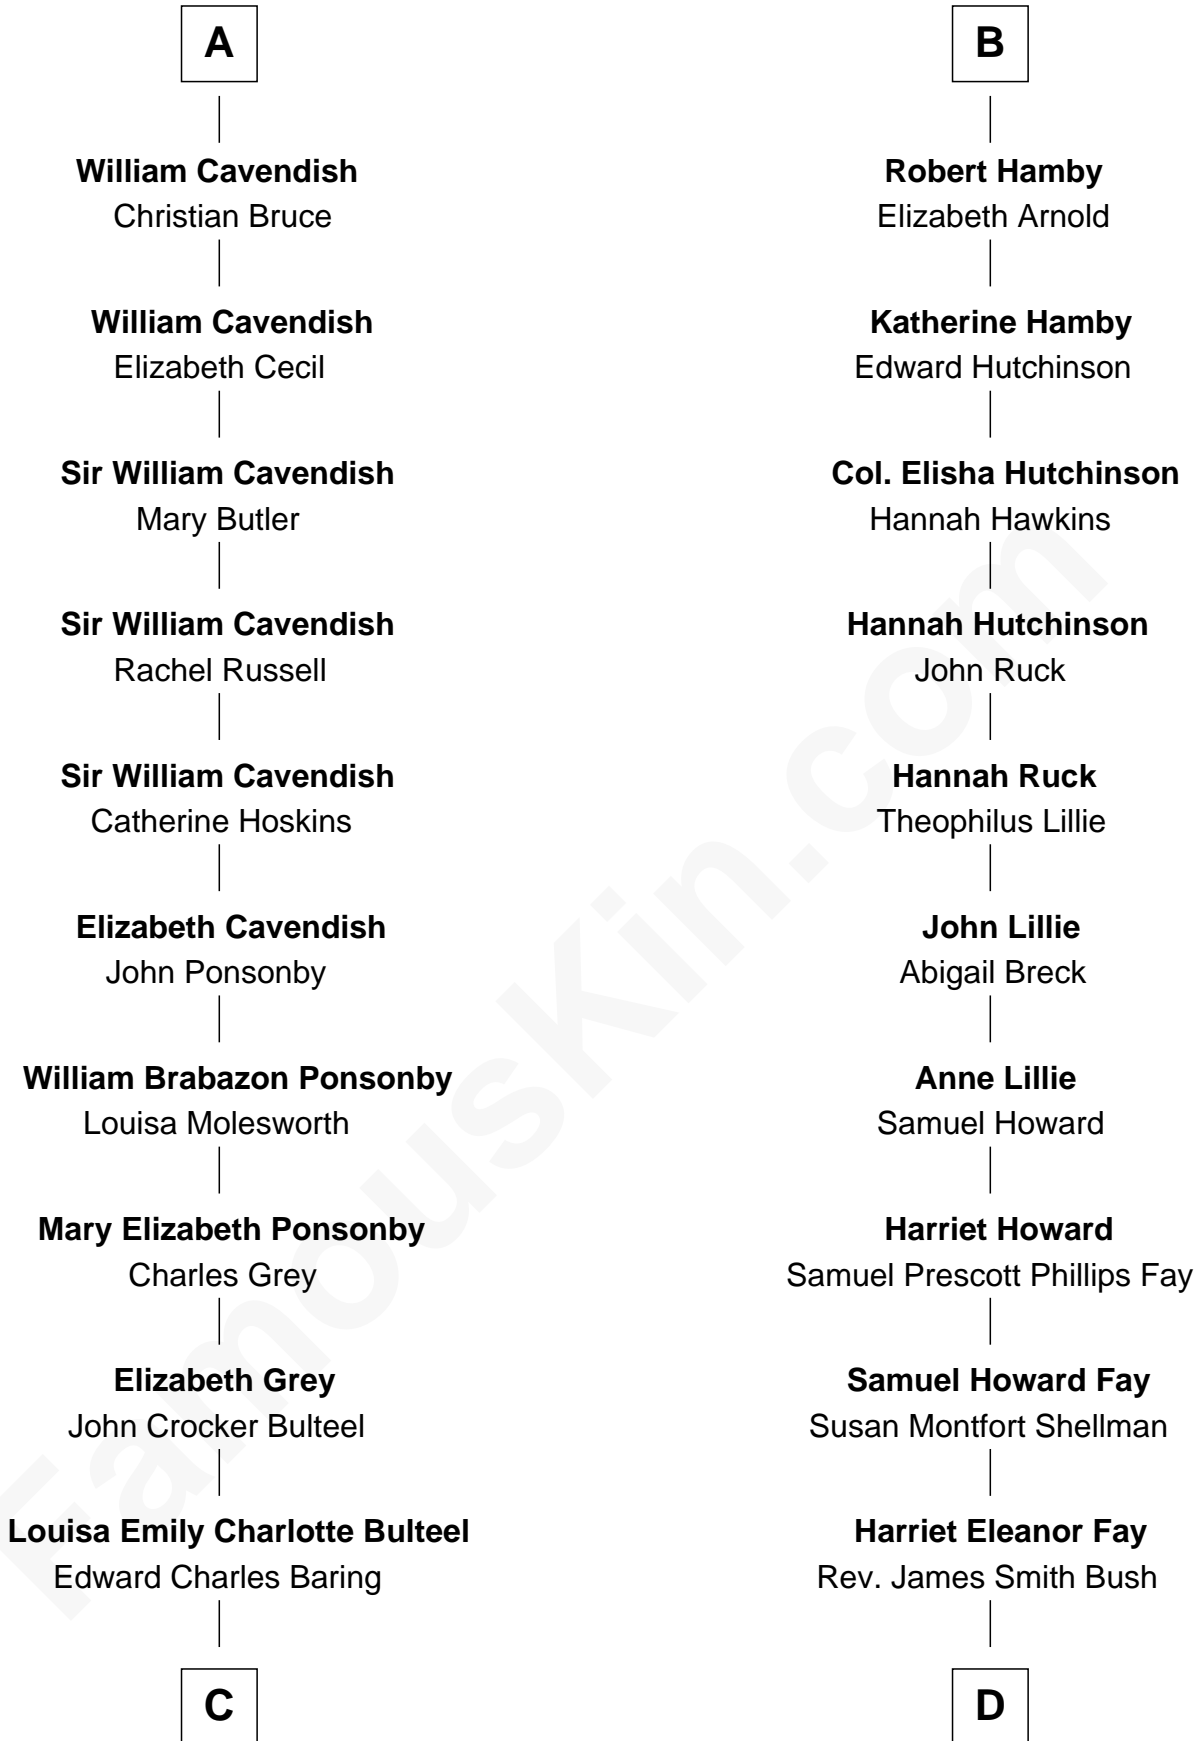 A
William Cavendish
Christian Bruce
William Cavendish
Elizabeth Cecil
Sir William Cavendish
Mary Butler
Sir William Cavendish
Rachel Russell
Sir William Cavendish
Catherine Hoskins
Elizabeth Cavendish
John Ponsonby
William Brabazon Ponsonby
Louisa Molesworth
Mary Elizabeth Ponsonby
Charles Grey
Elizabeth Grey
John Crocker Bulteel
Louisa Emily Charlotte Bulteel
Edward Charles Baring
C
B
Robert Hamby
Elizabeth Arnold
Katherine Hamby
Edward Hutchinson
Col. Elisha Hutchinson
Hannah Hawkins
Hannah Hutchinson
John Ruck
Hannah Ruck
Theophilus Lillie
John Lillie
Abigail Breck
Anne Lillie
Samuel Howard
Harriet Howard
Samuel Prescott Phillips Fay
Samuel Howard Fay
Susan Montfort Shellman
Harriet Eleanor Fay
Rev. James Smith Bush
D
FamousKin.com